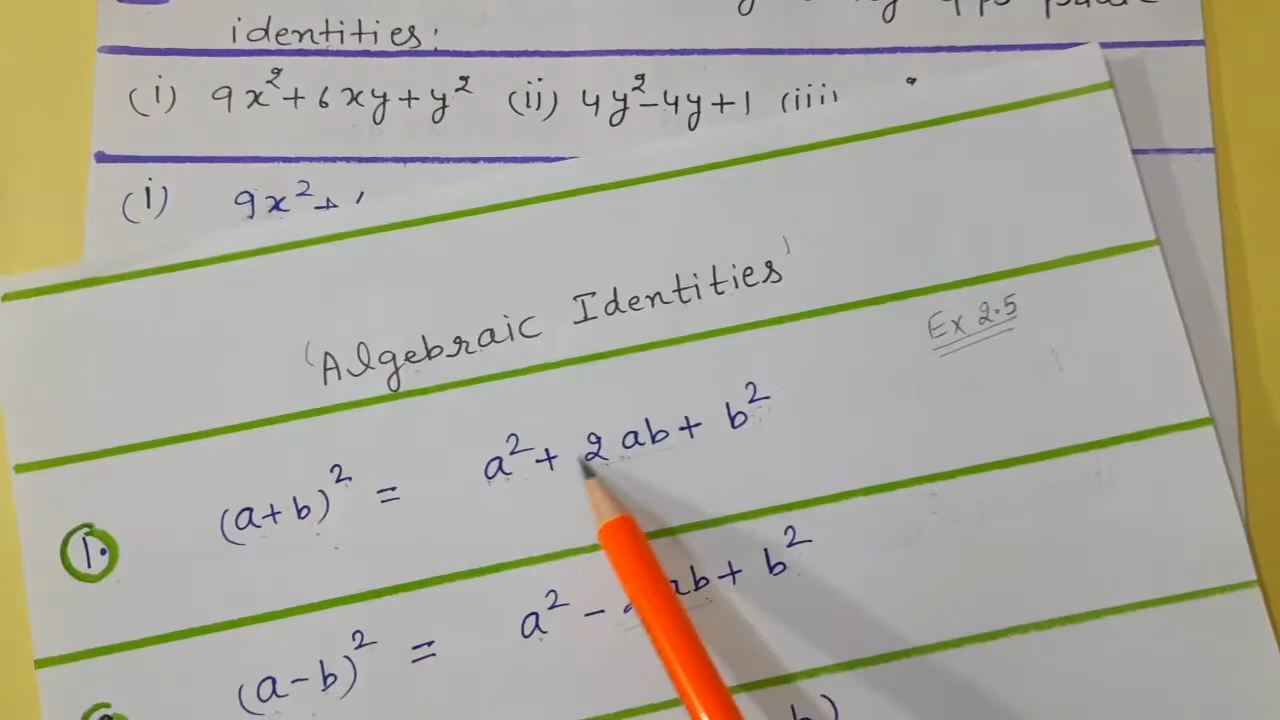 identities:
(i) 9x²+6xy+y² (ii) 4y²-4y+1 (iii)
(i) 9x²+
'Algebraic Identities'
Ex 2.5
1. (a+b)² = a²+2ab+b²
(a-b)² = a² - ab+b²
b)